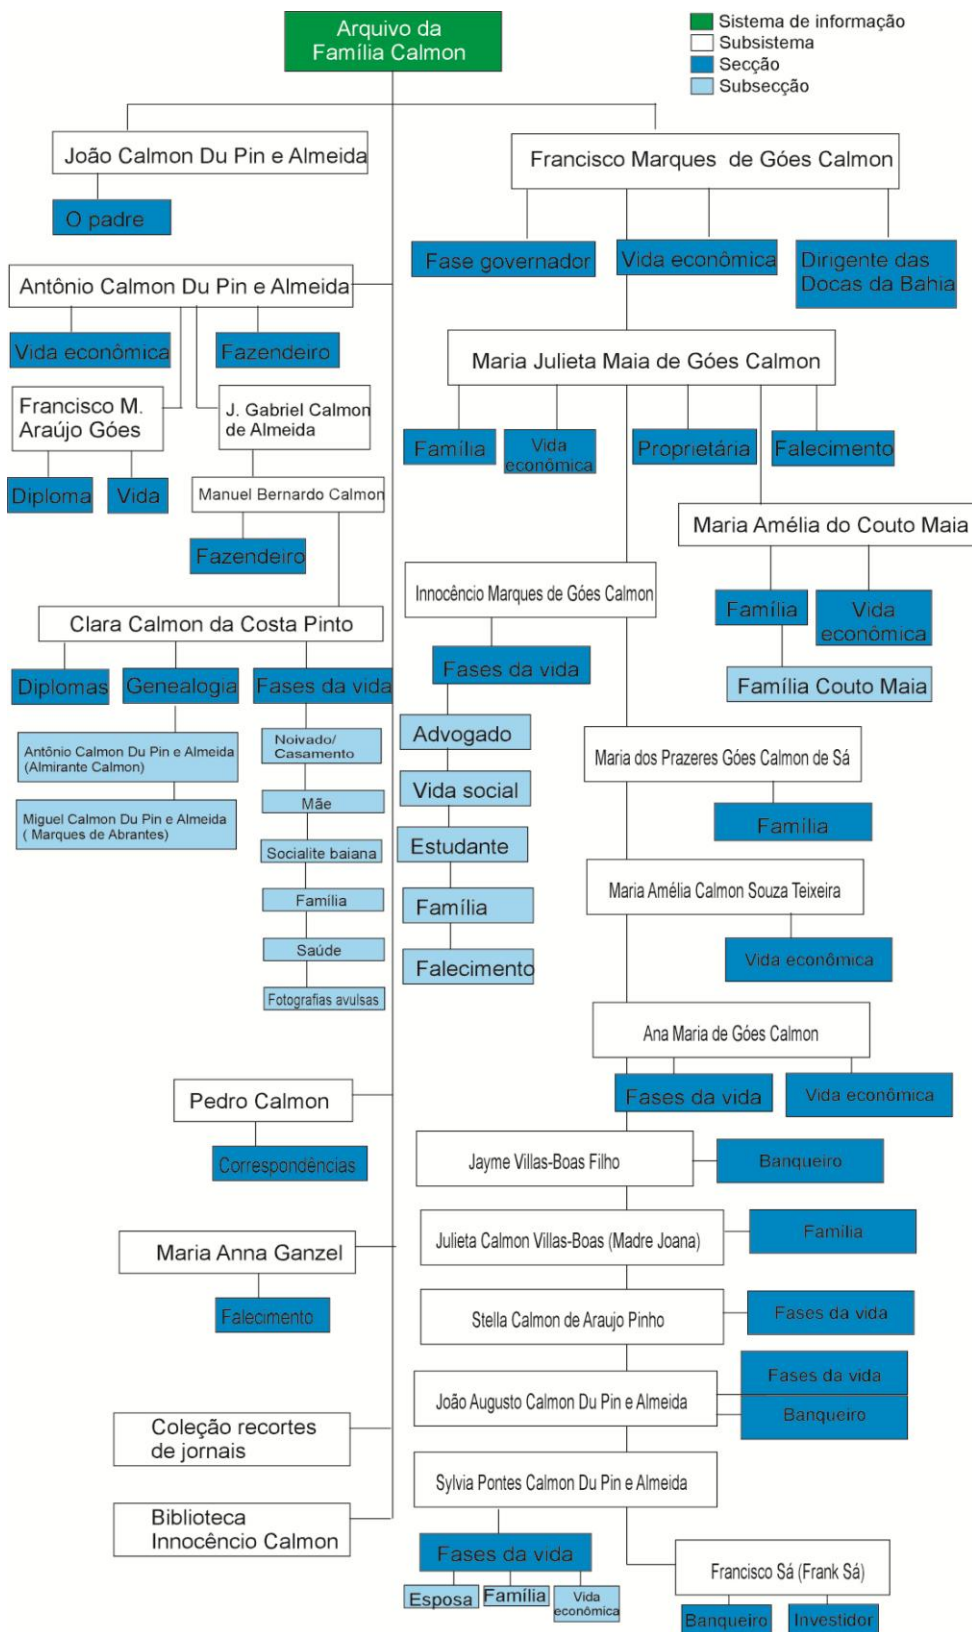 Arquivo da
Família Calmon
Sistema de informação
Subsistema
Secção
Subsecção
João Calmon Du Pin e Almeida
O padre
Francisco Marques de Góes Calmon
Fase governador
Vida econômica
Dirigente das
Docas da Bahia
Antônio Calmon Du Pin e Almeida
Vida econômica
Fazendeiro
Francisco M.
Araújo Góes
J. Gabriel Calmon
de Almeida
Diploma
Vida
Manuel Bernardo Calmon
Fazendeiro
Maria Julieta Maia de Góes Calmon
Família
Vida
econômica
Proprietária
Falecimento
Maria Amélia do Couto Maia
Família
Vida
econômica
Família Couto Maia
Clara Calmon da Costa Pinto
Diplomas
Genealogia
Fases da vida
Antônio Calmon Du Pin e Almeida
(Almirante Calmon)
Miguel Calmon Du Pin e Almeida
( Marques de Abrantes)
Noivado/
Casamento
Mãe
Socialite baiana
Família
Saúde
Fotografias avulsas
Innocêncio Marques de Góes Calmon
Fases da vida
Advogado
Vida social
Estudante
Família
Falecimento
Maria dos Prazeres Góes Calmon de Sá
Família
Maria Amélia Calmon Souza Teixeira
Vida econômica
Ana Maria de Góes Calmon
Fases da vida
Vida econômica
Pedro Calmon
Correspondências
Jayme Villas-Boas Filho
Banqueiro
Maria Anna Ganzel
Falecimento
Julieta Calmon Villas-Boas (Madre Joana)
Família
Stella Calmon de Araujo Pinho
Fases da vida
João Augusto Calmon Du Pin e Almeida
Fases da vida
Banqueiro
Coleção recortes
de jornais
Sylvia Pontes Calmon Du Pin e Almeida
Biblioteca
Innocêncio Calmon
Fases da vida
Esposa
Família
Vida
econômica
Francisco Sá (Frank Sá)
Banqueiro
Investidor